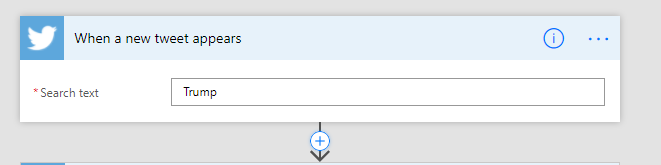 When a new tweet appears
* Search text
Trump